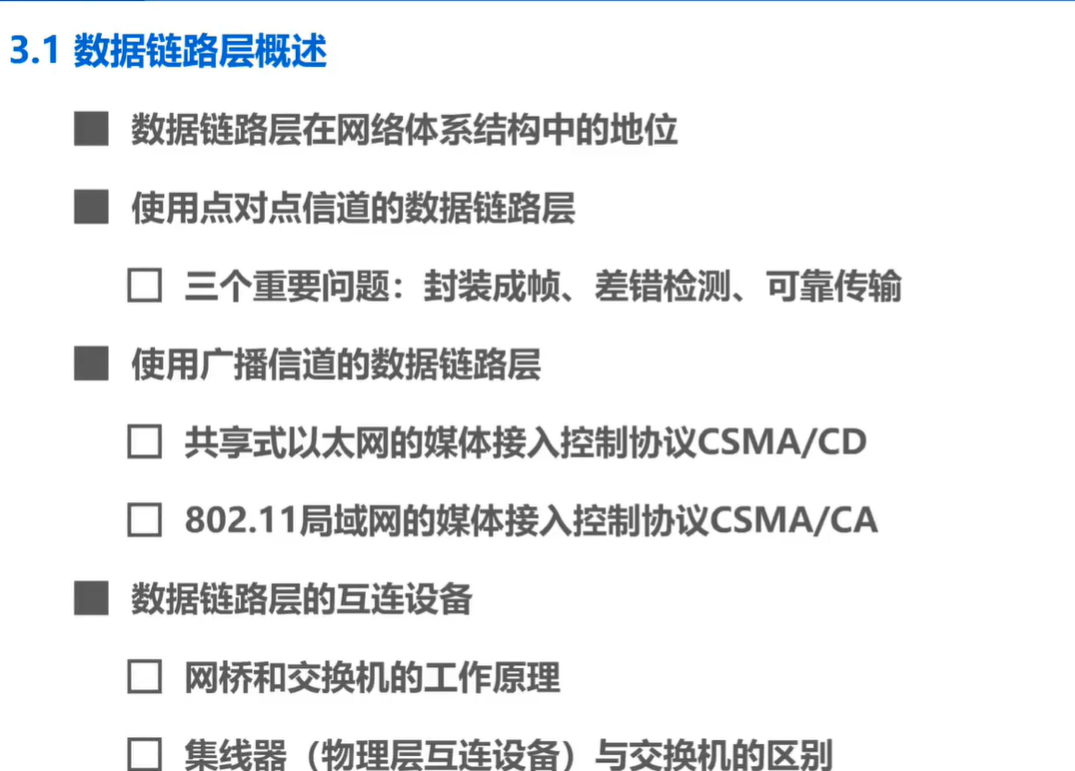 3.1 数据链路层概述
数据链路层在网络体系结构中的地位
使用点对点信道的数据链路层
三个重要问题：封装成帧、差错检测、可靠传输
使用广播信道的数据链路层
共享式以太网的媒体接入控制协议CSMA/CD
802.11局域网的媒体接入控制协议CSMA/CA
数据链路层的互连设备
网桥和交换机的工作原理
集线器（物理层互连设备）与交换机的区别